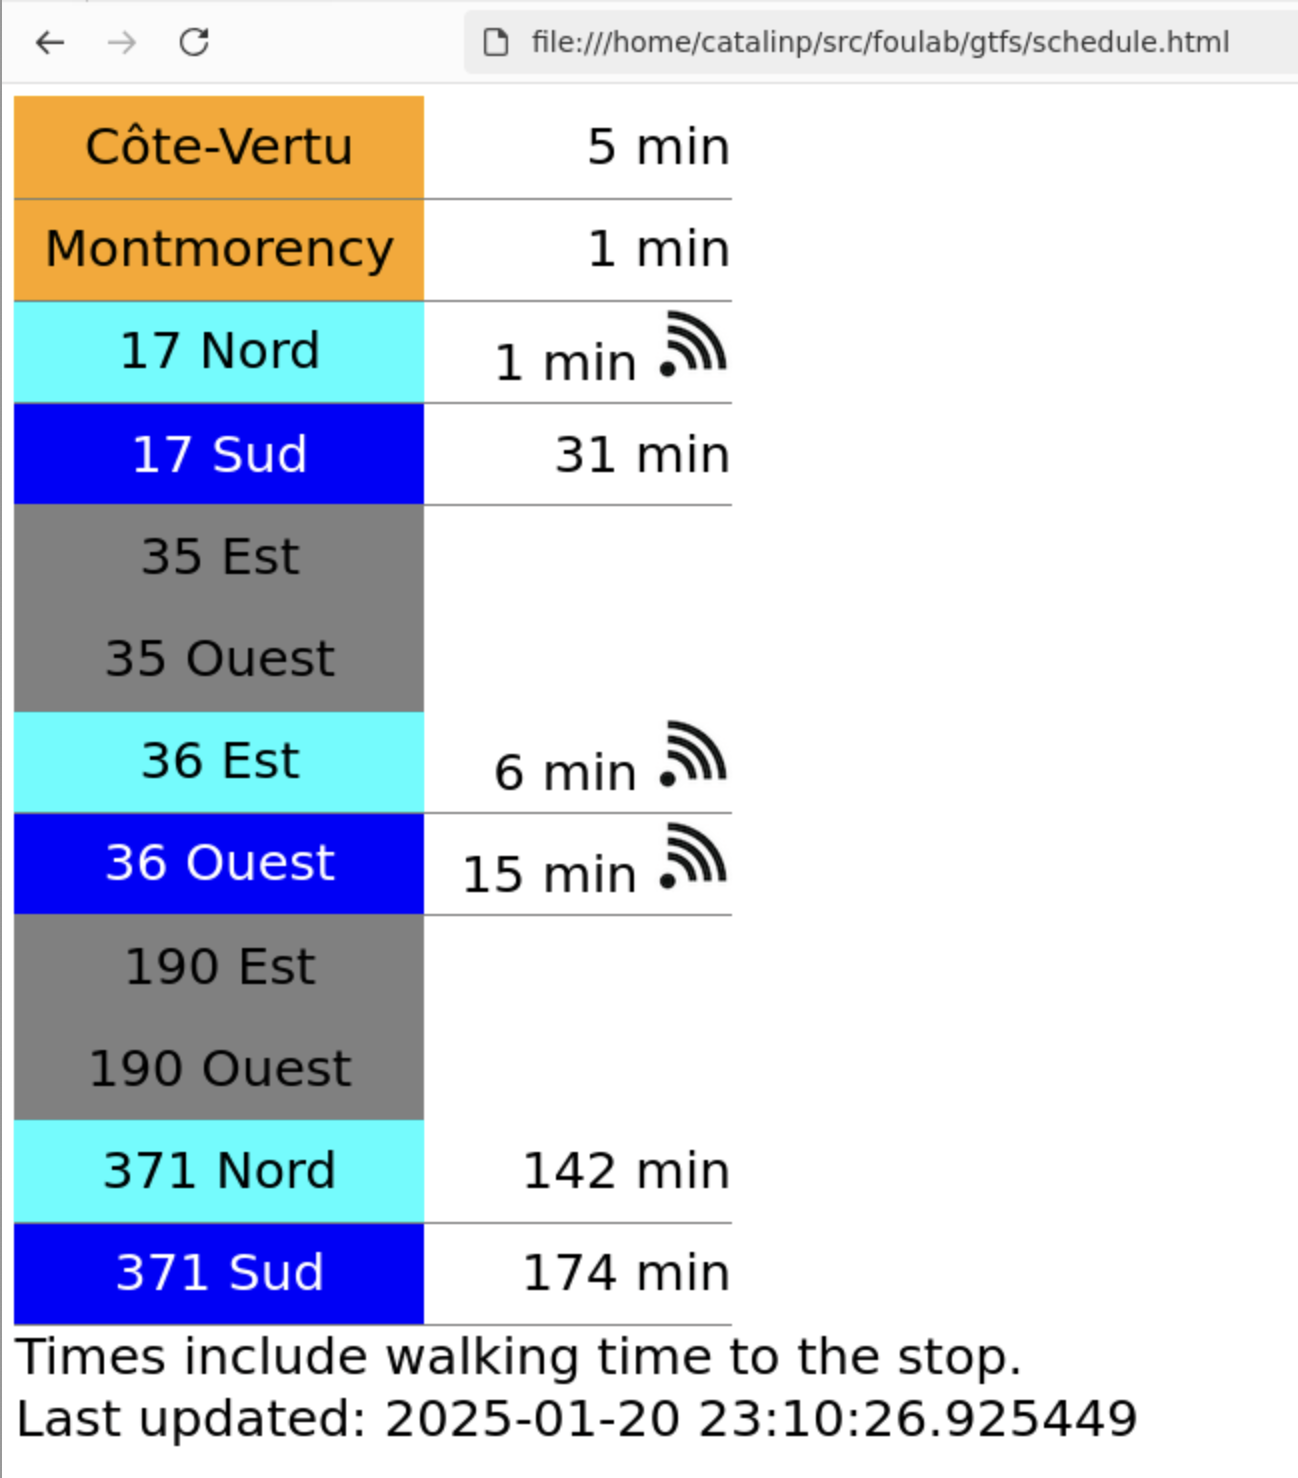 file:///home/catalinp/src/foulab/gtfs/schedule.html
Côte-Vertu 5 min
Montmorency 1 min
17 Nord 1 min
17 Sud 31 min
35 Est
35 Ouest
36 Est 6 min
36 Ouest 15 min
190 Est
190 Ouest
371 Nord 142 min
371 Sud 174 min
Times include walking time to the stop.
Last updated: 2025-01-20 23:10:26.925449